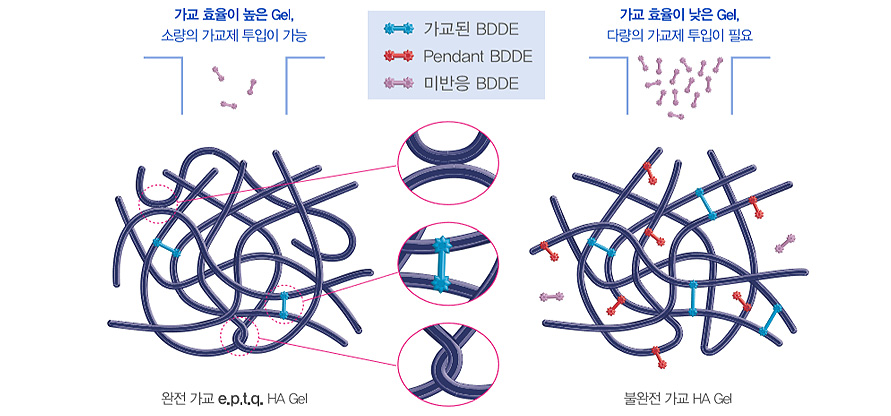 가교 효율이 높은 Gel,
소량의 가교제 투입이 가능
가교된 BDDE
Pendant BDDE
미반응 BDDE
가교 효율이 낮은 Gel,
다량의 가교제 투입이 필요
완전 가교 e.p.t.q. HA Gel
불완전 가교 HA Gel